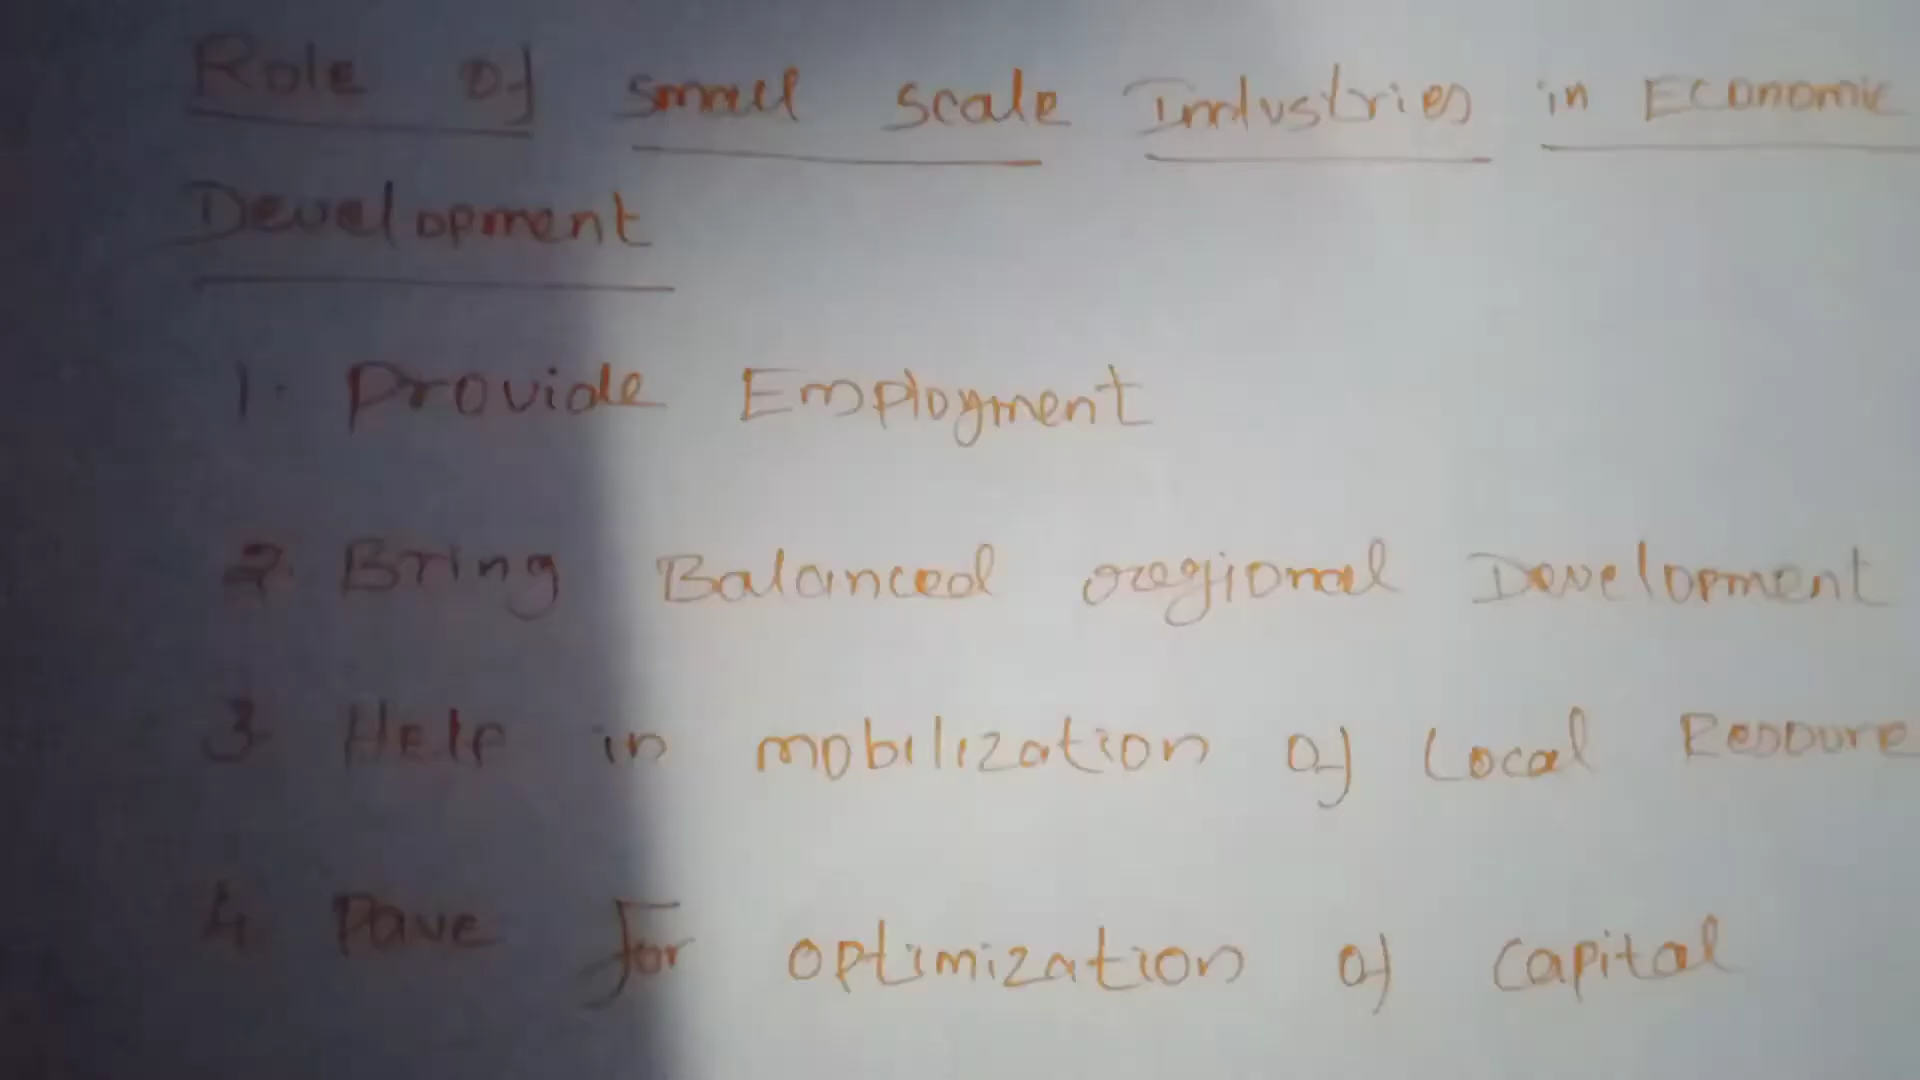 Role of small scale Industries in Economic
Development
1. Provide Employment
2. Bring Balanced regional Development
3. Help in mobilization of Local Resource
4. Pave for optimization of capital